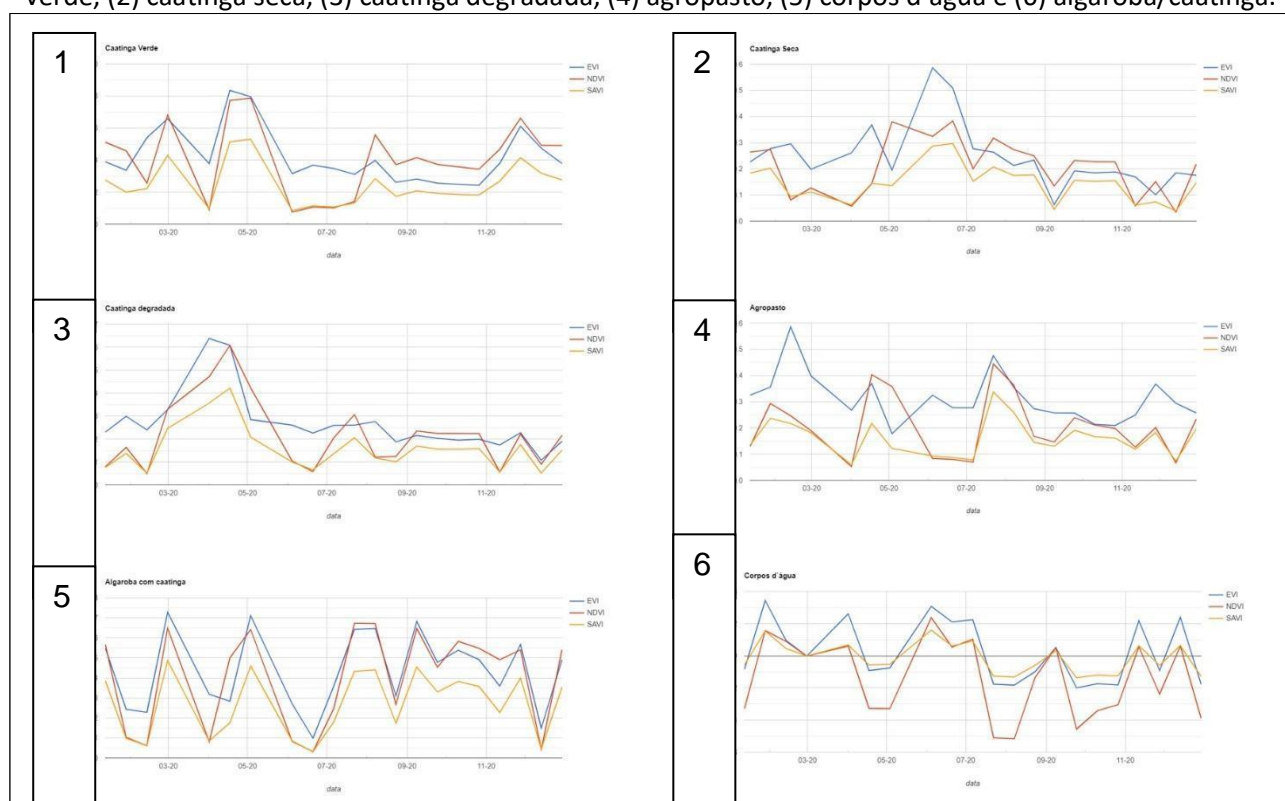 verde; (2) caatinga seca; (3) caatinga degradada; (4) agropasto; (5) corpos d'água e (6) algaroba/caatinga.
1
Caatinga Verde
EVI
NDVI
SAVI
03-20 05-20 07-20 09-20 11-20
data
2
Caatinga Seca
EVI
NDVI
SAVI
.6
.5
.4
.3
.2
.1
.0
03-20 05-20 07-20 09-20 11-20
data
3
Caatinga degradada
EVI
NDVI
SAVI
03-20 05-20 07-20 09-20 11-20
data
4
Agropasto
EVI
NDVI
SAVI
.6
.5
.4
.3
.2
.1
.0
03-20 05-20 07-20 09-20 11-20
data
5
Algaroba com caatinga
EVI
NDVI
SAVI
03-20 05-20 07-20 09-20 11-20
data
6
Corpos d´água
EVI
NDVI
SAVI
03-20 05-20 07-20 09-20 11-20
data